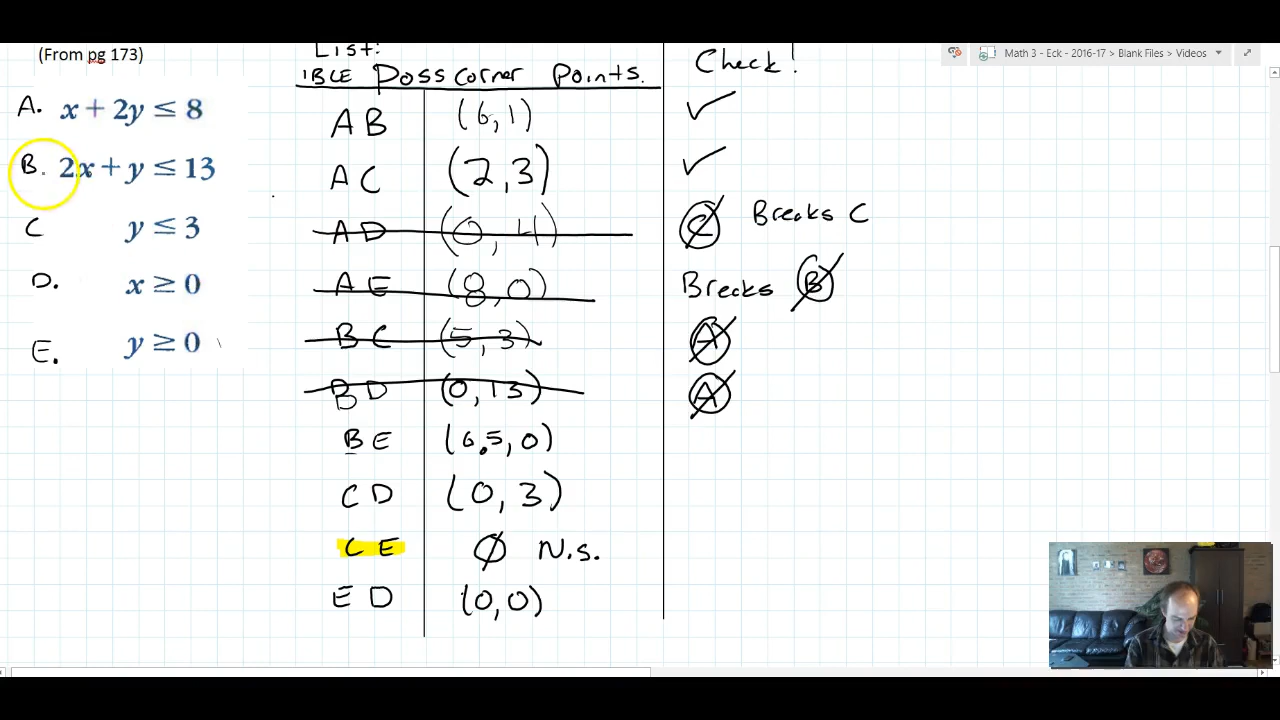 (From pg 173)
List:
IBLE Poss corner Points.
Check!
Math 3 - Eck - 2016-17 > Blank Files > Videos
A. x + 2y ≤ 8
B. 2x + y ≤ 13
C y ≤ 3
D. x ≥ 0
E. y ≥ 0
AB (6,1) ✓
AC (2,3) ✓
AD (0,4) C Breaks C
AE (8,0) Breaks B
BC (5,3) A
BD (0,13) A
BE (6.5,0)
CD (0,3)
CE ∅ N.s.
ED (0,0)